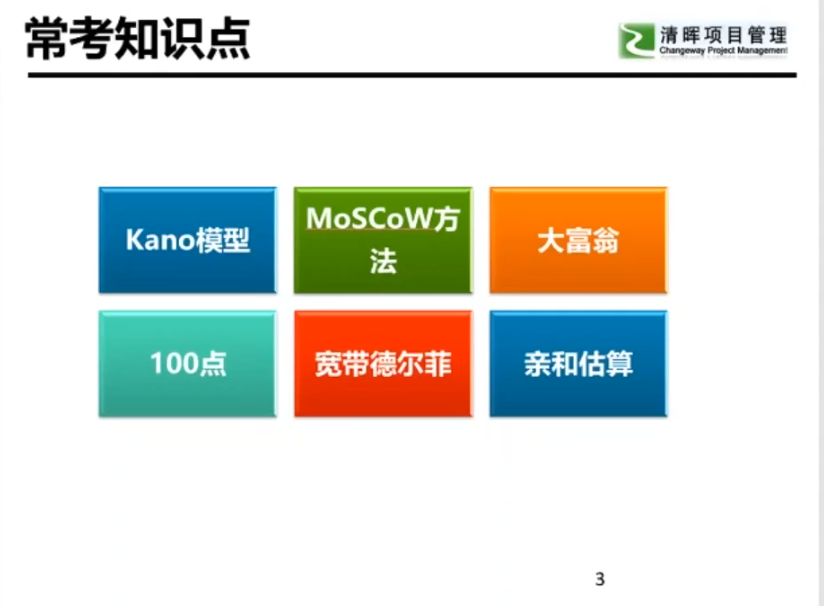 常考知识点
清晖项目管理
Changeway Project Management
Kano模型
MoSCoW方
法
大富翁
100点
宽带德尔菲
亲和估算
3